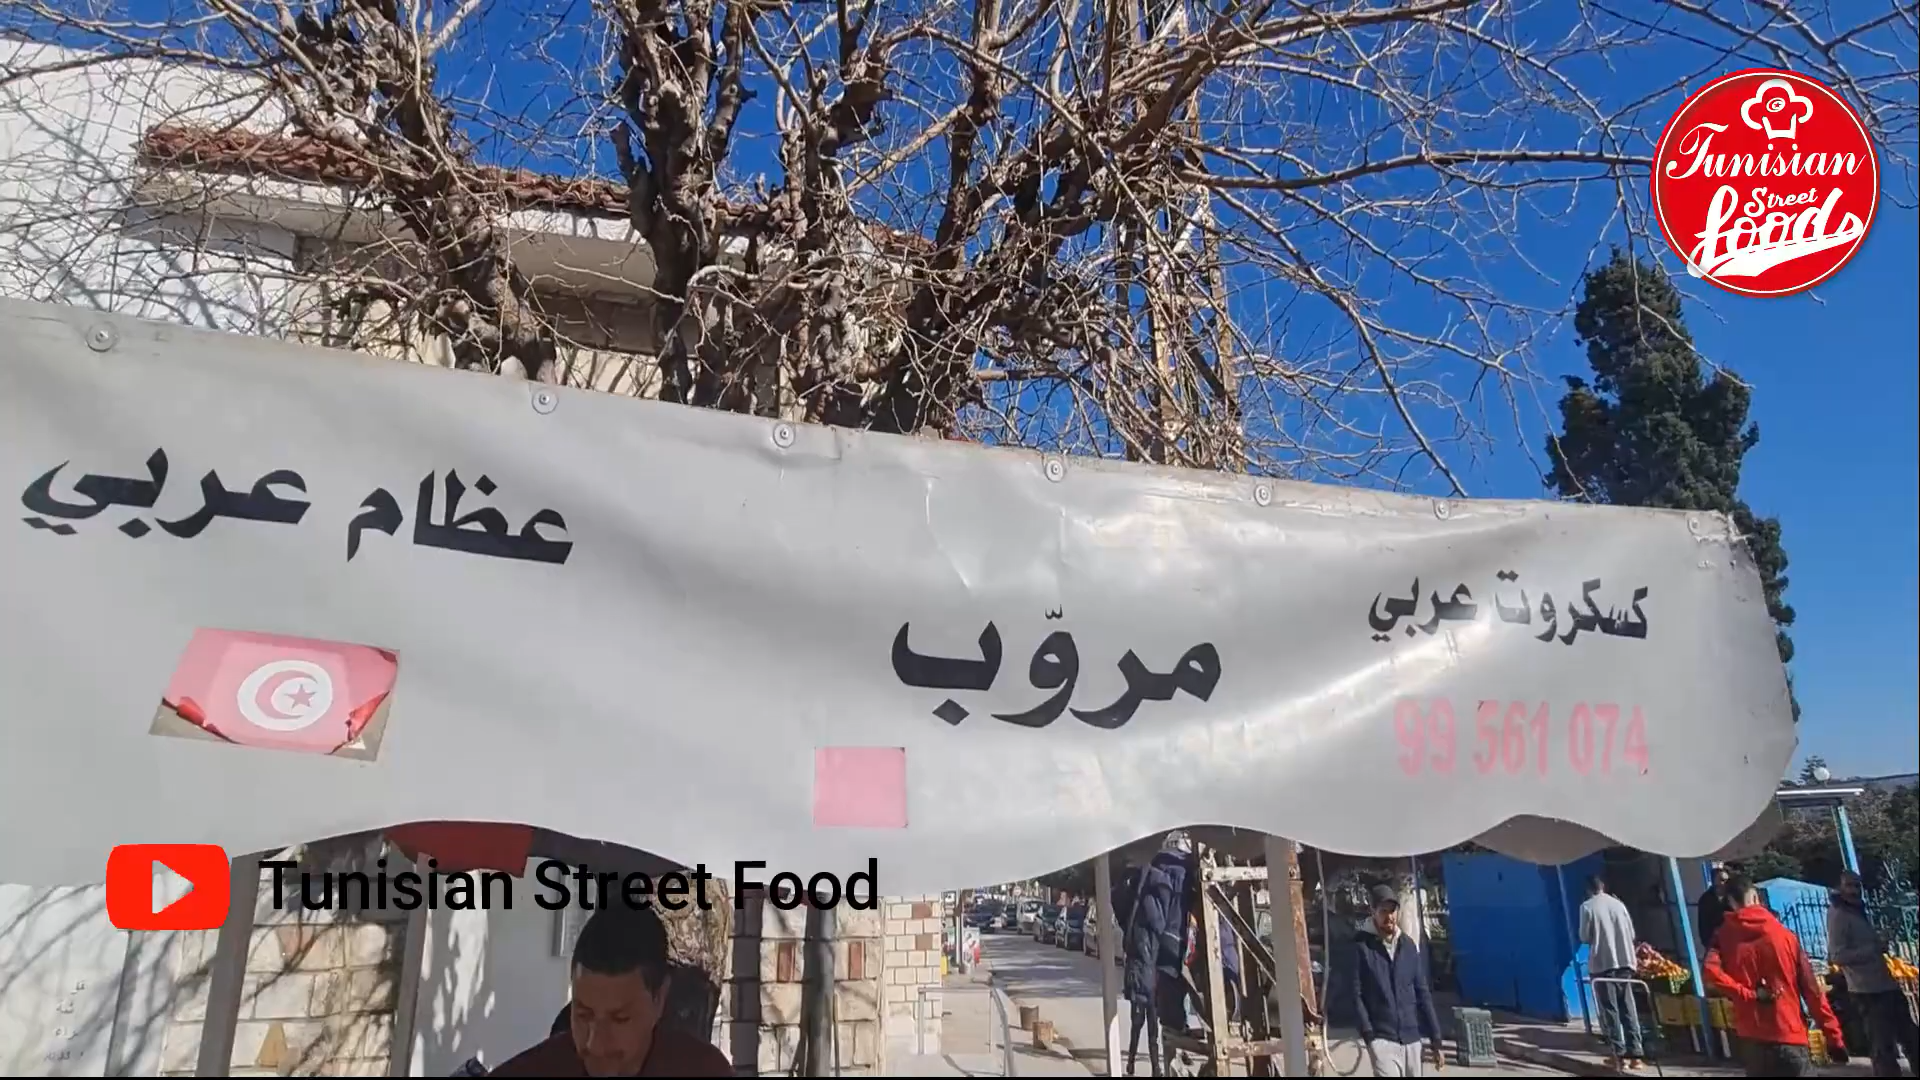 Tunisian
Street
foods
عظام عربي
مروّب
كسكروت عربي
99 561 074
Tunisian Street Food